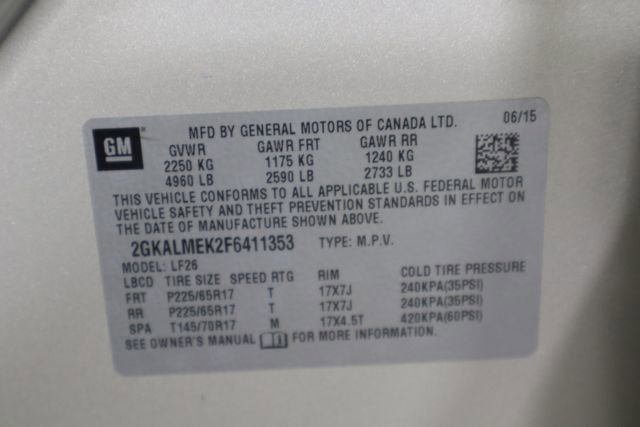 GM
06/15
MFD BY GENERAL MOTORS OF CANADA LTD.
GVWR GAWR FRT GAWR RR
2250 KG 1175 KG 1240 KG
4960 LB 2590 LB 2733 LB
THIS VEHICLE CONFORMS TO ALL APPLICABLE U.S. FEDERAL MOTOR
VEHICLE SAFETY AND THEFT PREVENTION STANDARDS IN EFFECT ON
THE DATE OF MANUFACTURE SHOWN ABOVE.
2GKALMEK2F6411353 TYPE: M.P.V.
MODEL: LF26
LBCD TIRE SIZE SPEED RTG RIM COLD TIRE PRESSURE
FRT P225/65R17 T 17X7J 240KPA(35PSI)
RR P225/65R17 T 17X7J 240KPA(35PSI)
SPA T145/70R17 M 17X4.5T 420KPA(60PSI)
SEE OWNER'S MANUAL FOR MORE INFORMATION.